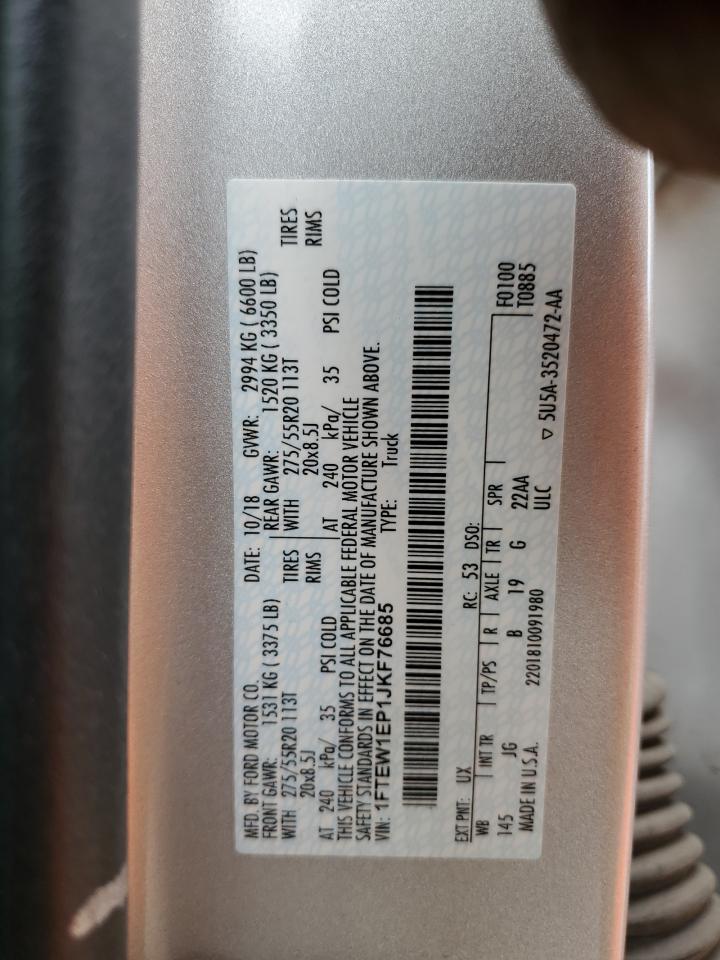 MFD. BY FORD MOTOR CO. DATE: 10/18 GVWR: 2994 KG ( 6600 LB)
FRONT GAWR: 1531 KG ( 3375 LB) REAR GAWR: 1520 KG ( 3350 LB)
WITH 275/55R20 113T TIRES WITH 275/55R20 113T TIRES
20x8.5J RIMS 20x8.5J RIMS
AT 240 kPa/ 35 PSI COLD AT 240 kPa/ 35 PSI COLD
THIS VEHICLE CONFORMS TO ALL APPLICABLE FEDERAL MOTOR VEHICLE
SAFETY STANDARDS IN EFFECT ON THE DATE OF MANUFACTURE SHOWN ABOVE.
VIN: 1FTEW1EP1JKF76685 TYPE: Truck
EXT PNT: UX RC: 53 DSO:
WB INT TR TP/PS R AXLE TR SPR F0100
145 JG B 19 G 22AA T0885
MADE IN U.S.A. 2201810091980 ULC
▽ 5U5A-3520472-AA